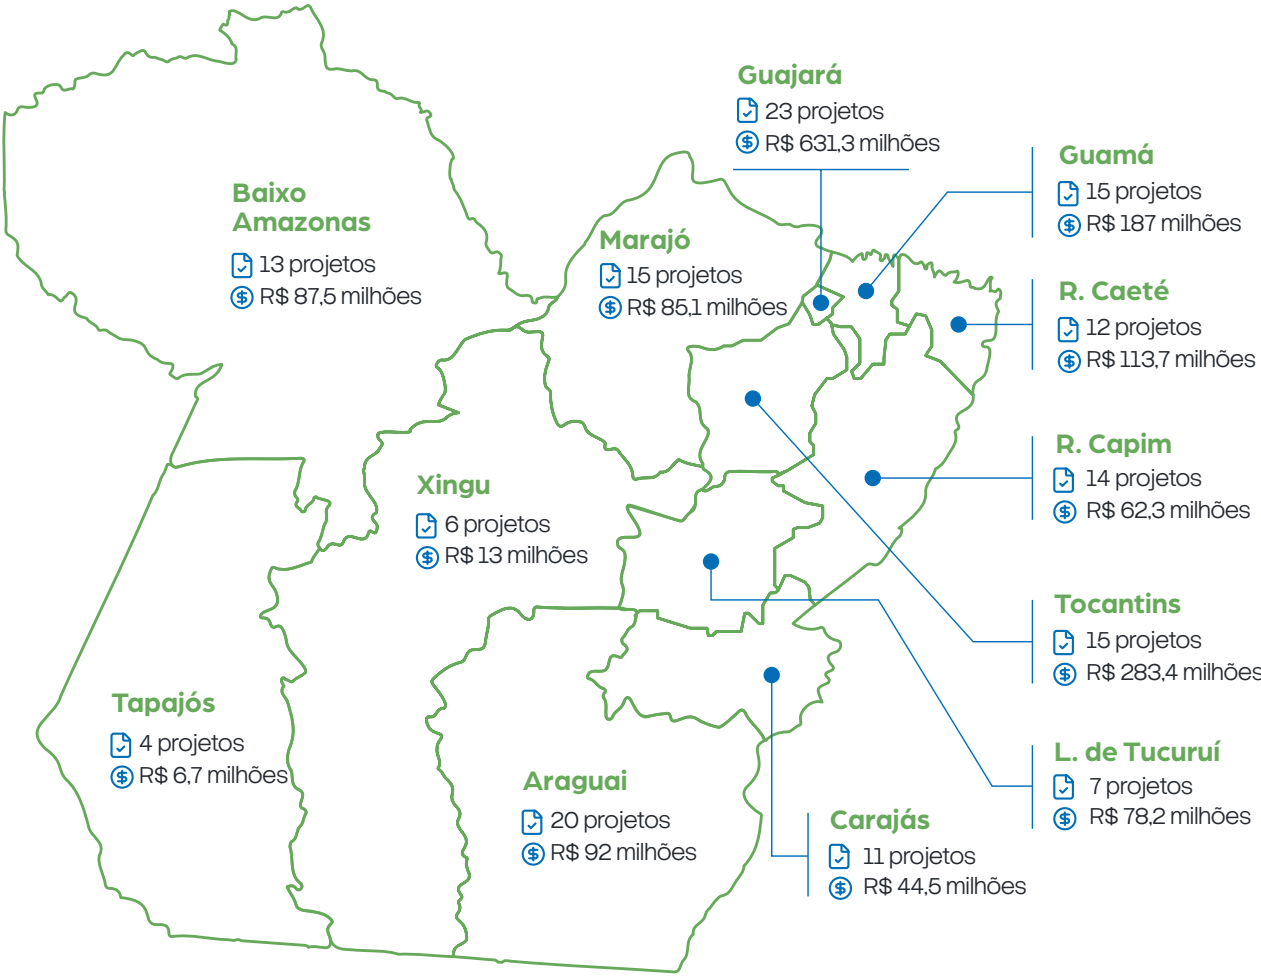 Guajará
23 projetos
R$ 631,3 milhões
Guamá
15 projetos
R$ 187 milhões
Baixo
Amazonas
13 projetos
R$ 87,5 milhões
Marajó
15 projetos
R$ 85,1 milhões
R. Caeté
12 projetos
R$ 113,7 milhões
R. Capim
14 projetos
R$ 62,3 milhões
Xingu
6 projetos
R$ 13 milhões
Tocantins
15 projetos
R$ 283,4 milhões
Tapajós
4 projetos
R$ 6,7 milhões
L. de Tucuruí
7 projetos
R$ 78,2 milhões
Araguai
20 projetos
R$ 92 milhões
Carajás
11 projetos
R$ 44,5 milhões